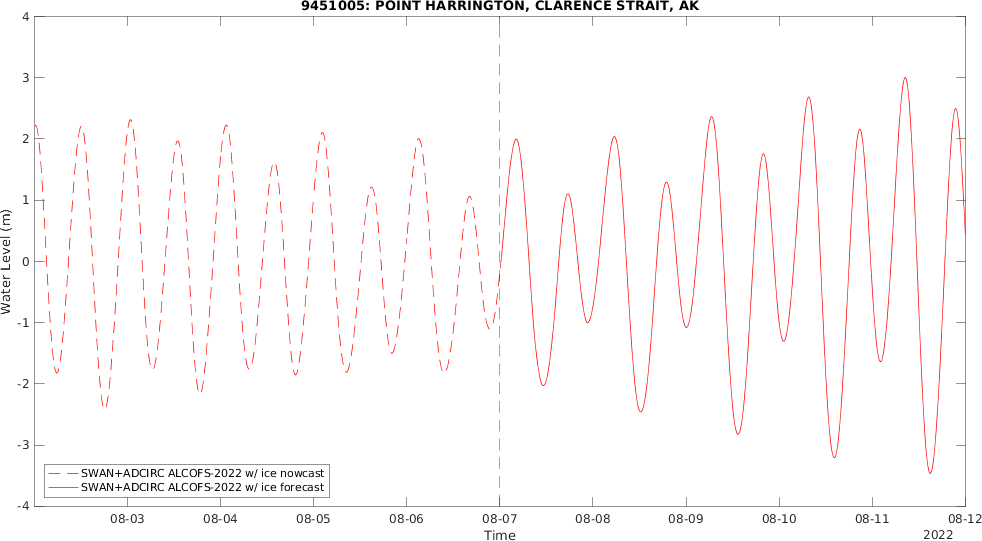 9451005: POINT HARRINGTON, CLARENCE STRAIT, AK
4
3
2
1
0
-1
-2
-3
-4
Water Level (m)
SWAN+ADCIRC ALCOFS-2022 w/ ice nowcast
SWAN+ADCIRC ALCOFS-2022 w/ ice forecast
08-03 08-04 08-05 08-06 08-07 08-08 08-09 08-10 08-11 08-12
Time
2022